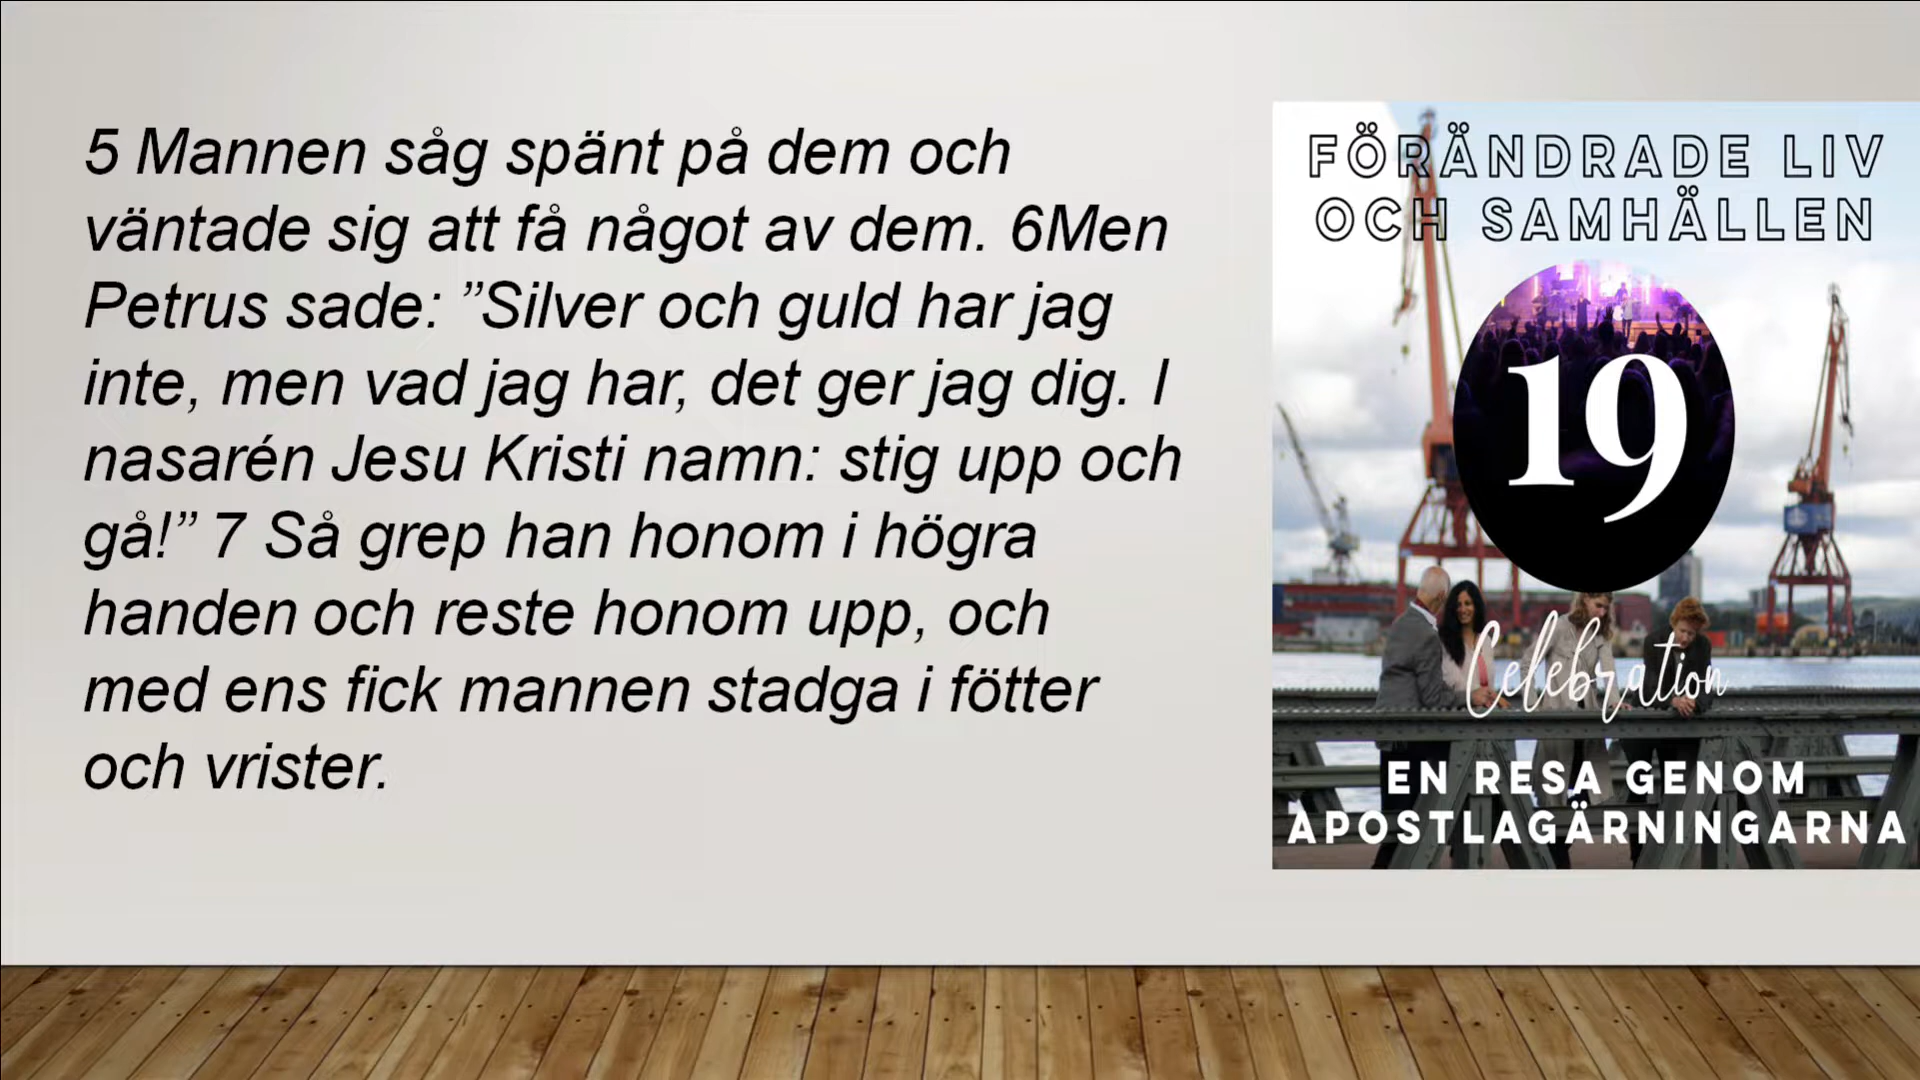 5 Mannen såg spänt på dem och
väntade sig att få något av dem. 6Men
Petrus sade: ”Silver och guld har jag
inte, men vad jag har, det ger jag dig. I
nasarén Jesu Kristi namn: stig upp och
gå!” 7 Så grep han honom i högra
handen och reste honom upp, och
med ens fick mannen stadga i fötter
och vrister.
FÖRÄNDRADE LIV
OCH SAMHÄLLEN
19
Celebration
EN RESA GENOM
APOSTLAGÄRNINGARNA